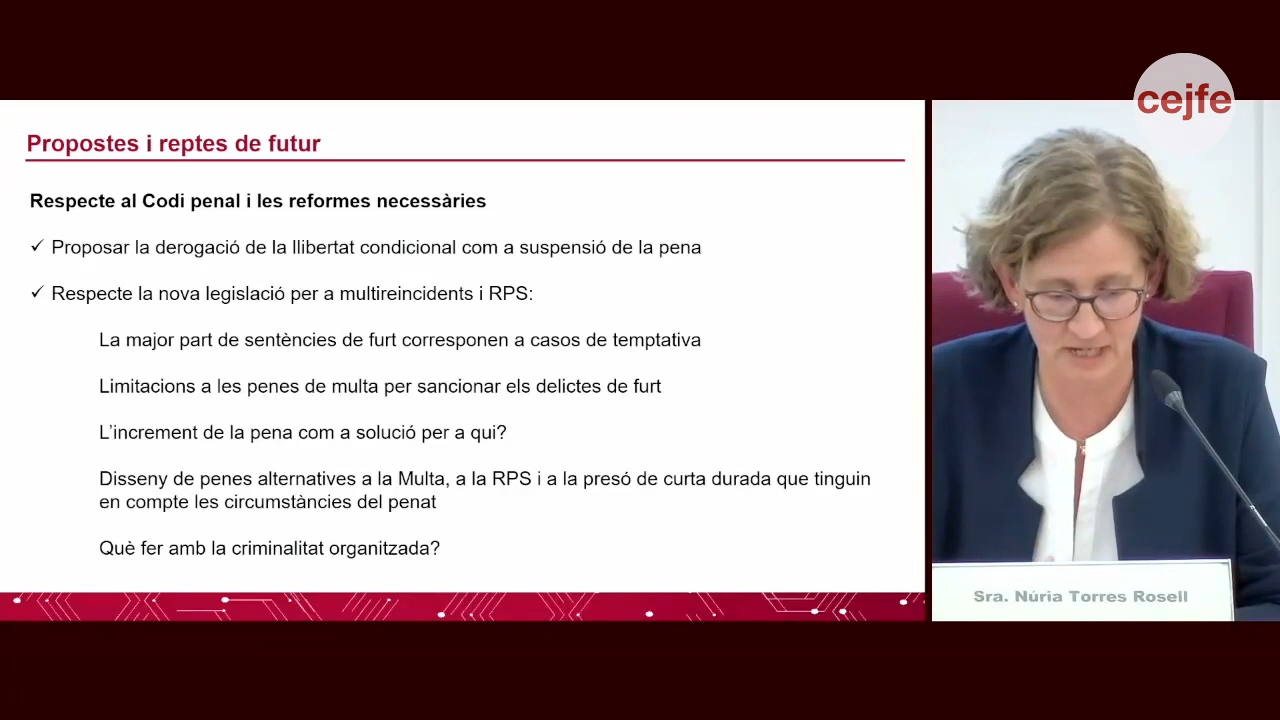 cejfe
Propostes i reptes de futur
Respecte al Codi penal i les reformes necessàries
✓ Proposar la derogació de la llibertat condicional com a suspensió de la pena
✓ Respecte la nova legislació per a multireincidents i RPS:
La major part de sentències de furt corresponen a casos de temptativa
Limitacions a les penes de multa per sancionar els delictes de furt
L’increment de la pena com a solució per a qui?
Disseny de penes alternatives a la Multa, a la RPS i a la presó de curta durada que tinguin
en compte les circumstàncies del penat
Què fer amb la criminalitat organitzada?
Sra. Núria Torres Rosell